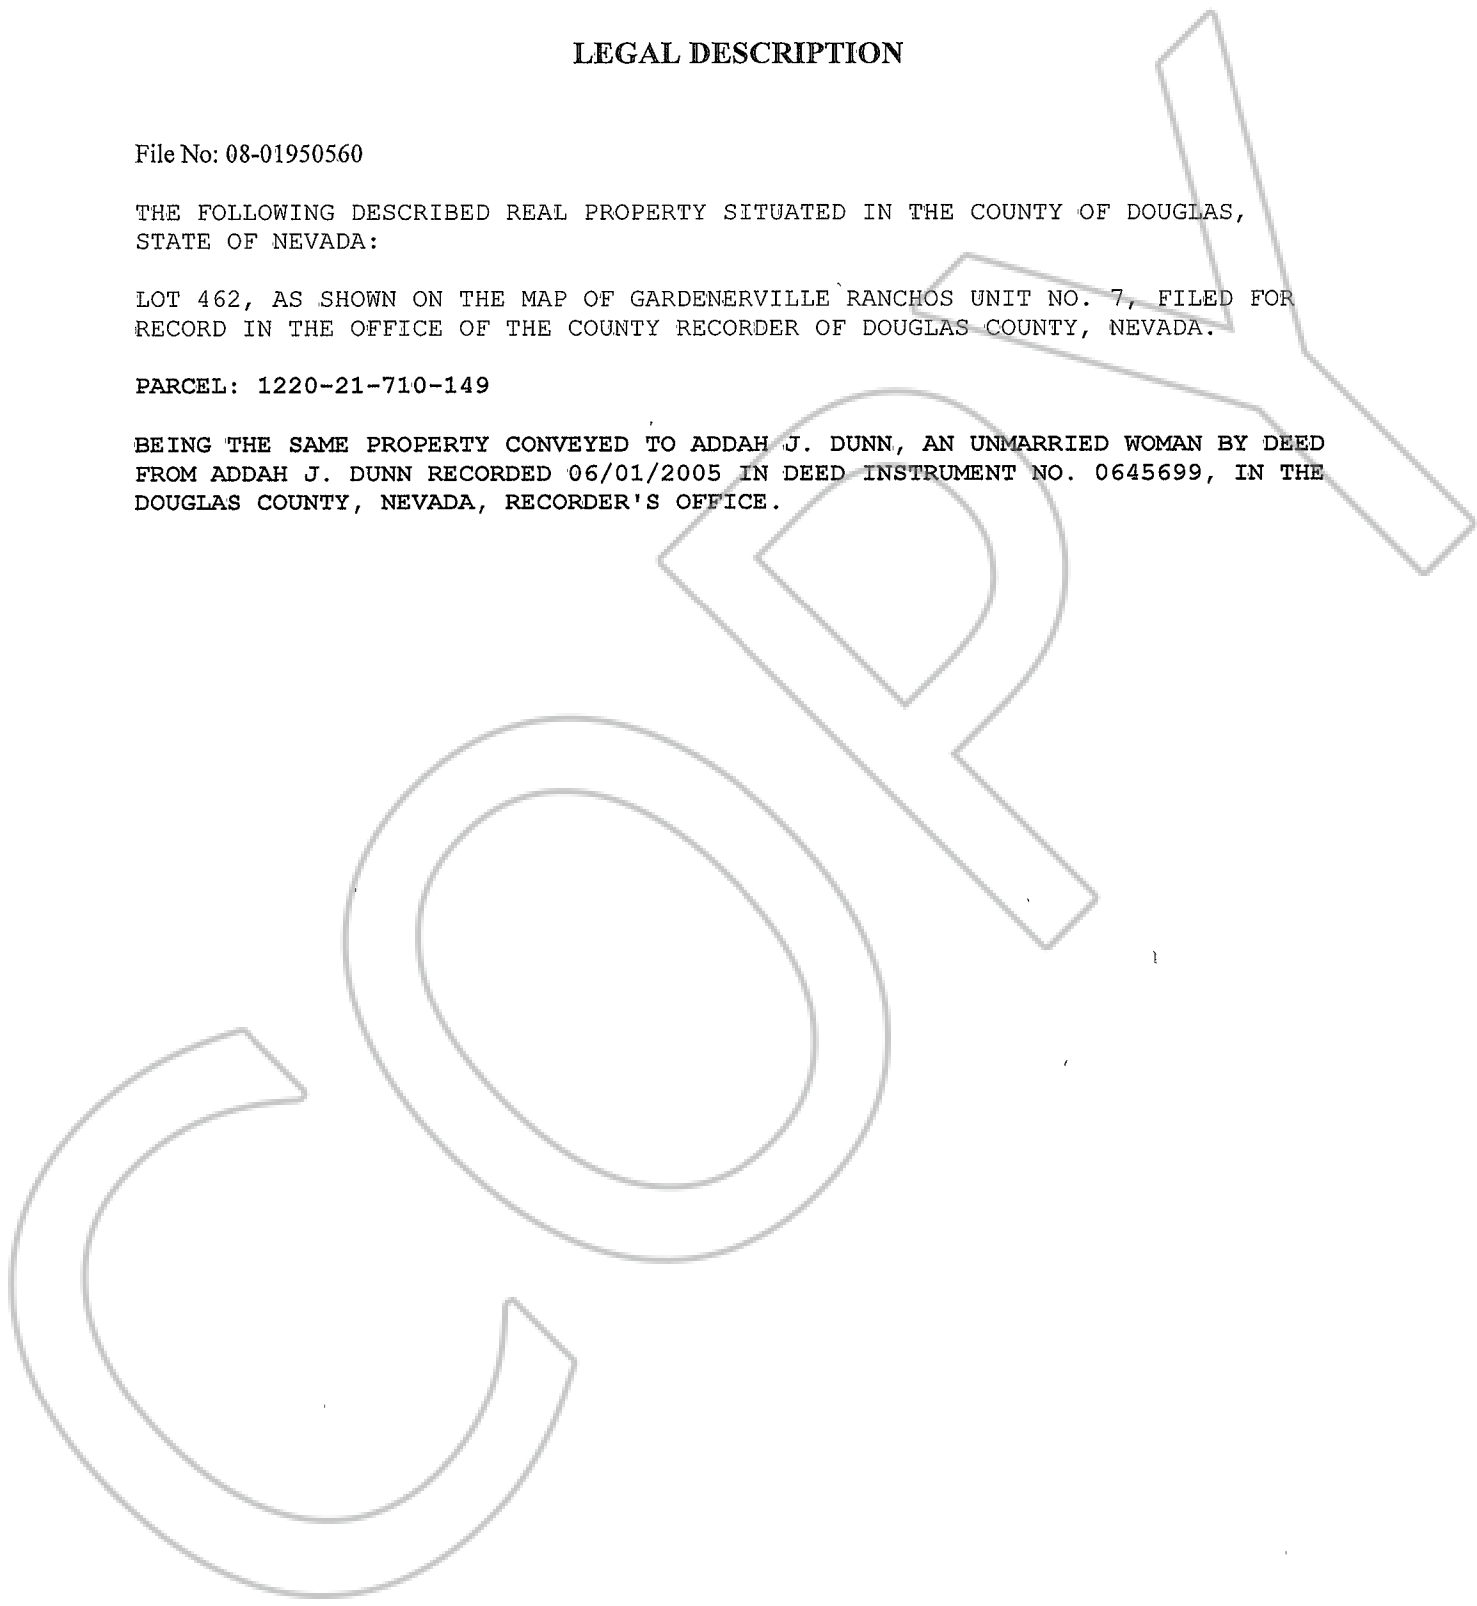 LEGAL DESCRIPTION
File No: 08-01950560
THE FOLLOWING DESCRIBED REAL PROPERTY SITUATED IN THE COUNTY OF DOUGLAS,
STATE OF NEVADA:
LOT 462, AS SHOWN ON THE MAP OF GARDENERVILLE RANCHOS UNIT NO. 7, FILED FOR
RECORD IN THE OFFICE OF THE COUNTY RECORDER OF DOUGLAS COUNTY, NEVADA.
PARCEL: 1220-21-710-149
BEING THE SAME PROPERTY CONVEYED TO ADDAH J. DUNN, AN UNMARRIED WOMAN BY DEED
FROM ADDAH J. DUNN RECORDED 06/01/2005 IN DEED INSTRUMENT NO. 0645699, IN THE
DOUGLAS COUNTY, NEVADA, RECORDER'S OFFICE.
COPY